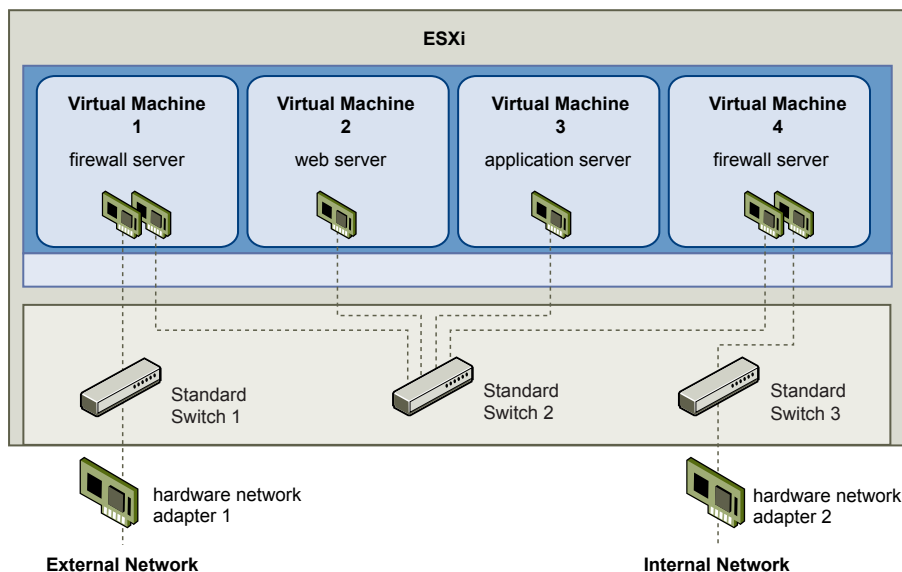 ESXi
Virtual Machine
1
firewall server
Virtual Machine
2
web server
Virtual Machine
3
application server
Virtual Machine
4
firewall server
Standard
Switch 1
Standard
Switch 2
Standard
Switch 3
hardware network
adapter 1
hardware network
adapter 2
External Network
Internal Network